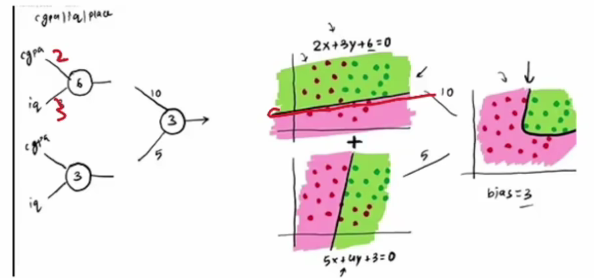 cgpa | iq | place
cgpa 2
6
iq 3
10
3
5
cgpa
3
iq
2x+3y+6=0
10
+
5
5x+4y+3=0
bias=3